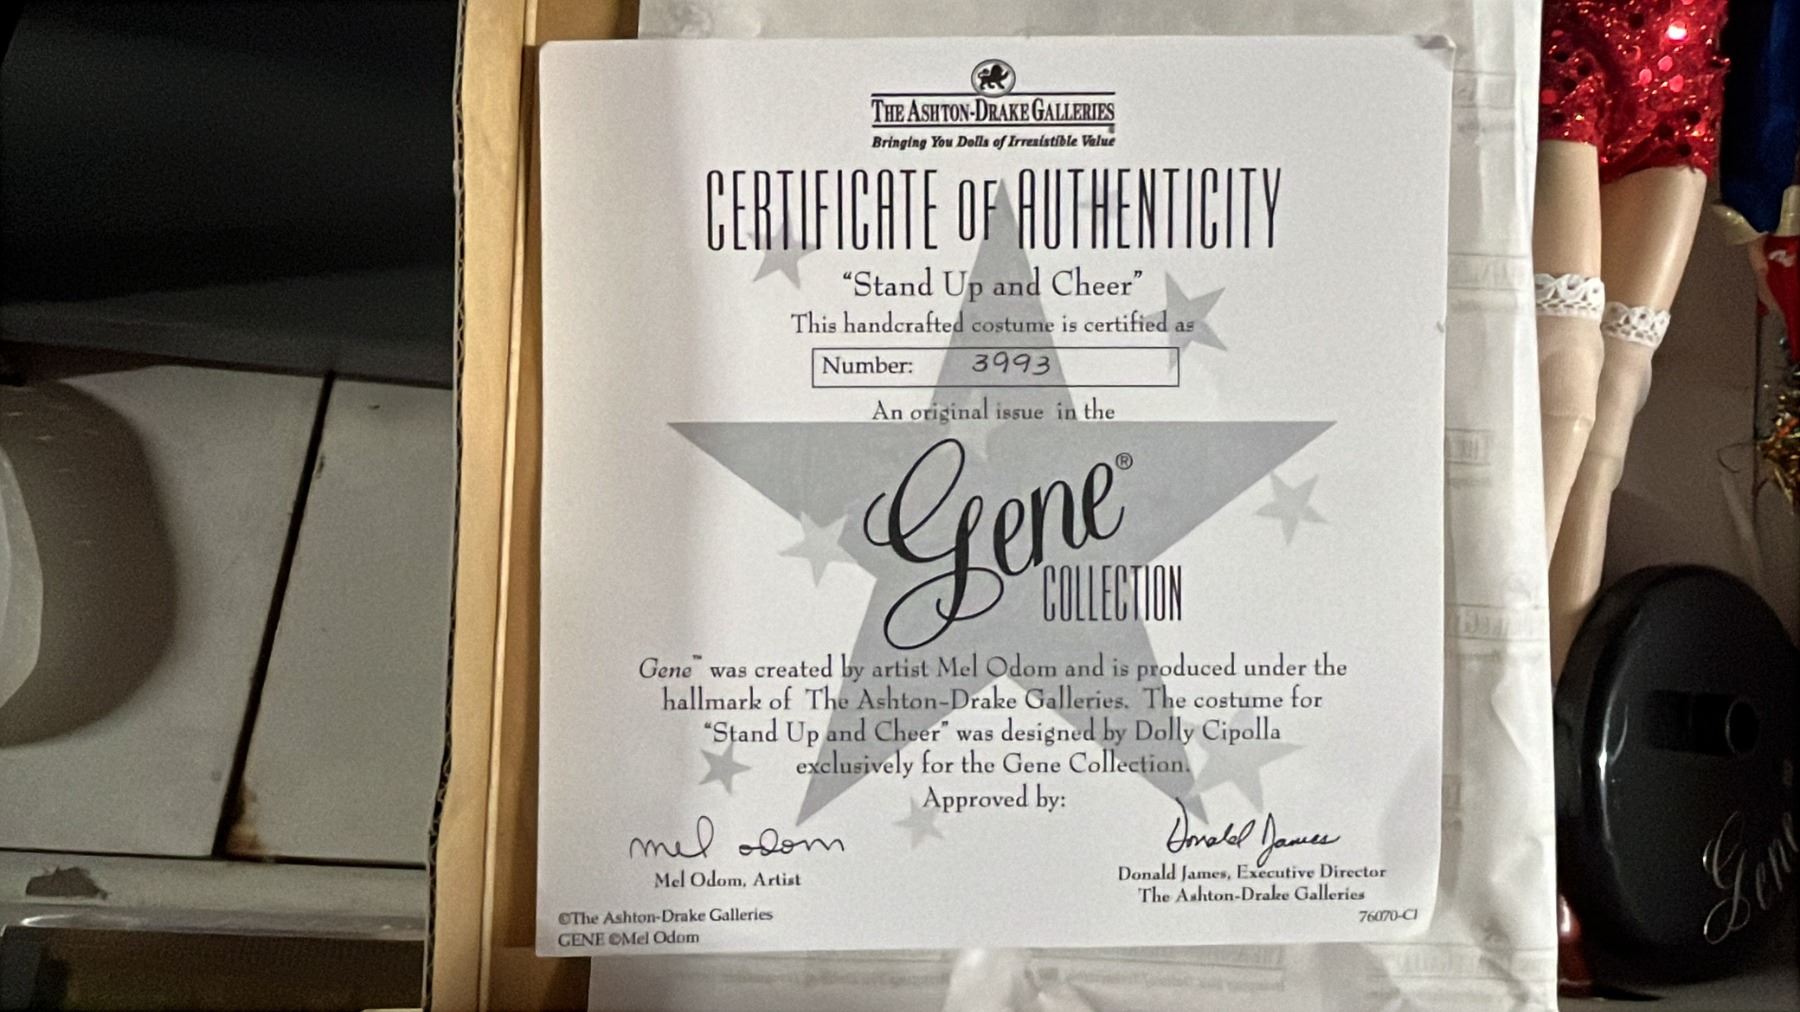 THE ASHTON-DRAKE GALLERIES
Bringing You Dolls of Irresistible Value®
CERTIFICATE OF AUTHENTICITY
“Stand Up and Cheer”
This handcrafted costume is certified as
Number: 3993
An original issue in the
Gene®
COLLECTION
Gene™ was created by artist Mel Odom and is produced under the
hallmark of The Ashton-Drake Galleries. The costume for
“Stand Up and Cheer” was designed by Dolly Cipolla
exclusively for the Gene Collection.
Approved by:
mel odom
Donald James
Mel Odom, Artist
Donald James, Executive Director
The Ashton-Drake Galleries
©The Ashton-Drake Galleries
GENE ©Mel Odom
76070-CI
Gene